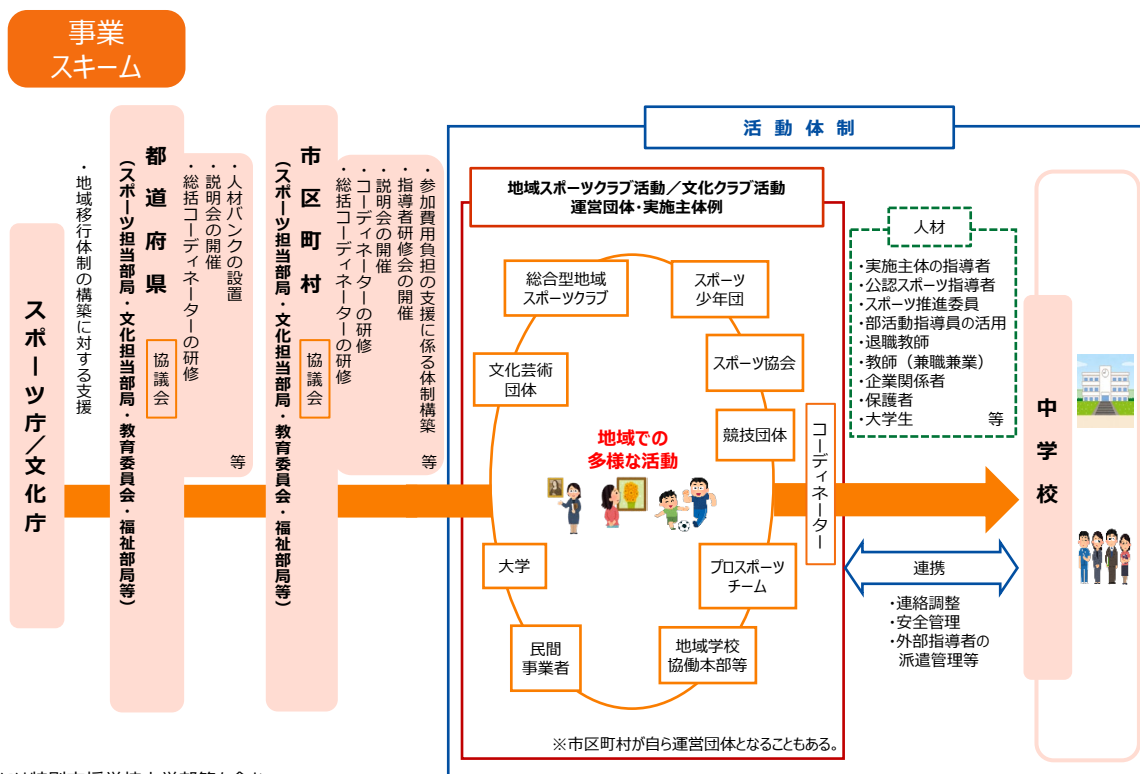 事業
スキーム
スポーツ庁／文化庁
・地域移行体制の構築に対する支援
都道府県
（スポーツ担当部局・文化担当部局・教育委員会・福祉部局等）
協議会
・人材バンクの設置
・説明会の開催
・総括コーディネーターの研修
等
市区町村
（スポーツ担当部局・文化担当部局・教育委員会・福祉部局等）
協議会
・参加費用負担の支援に係る体制構築
・指導者研修会の開催
・説明会の開催
・コーディネーターの研修
・総括コーディネーターの研修
等
活動体制
地域スポーツクラブ活動／文化クラブ活動
運営団体・実施主体例
総合型地域
スポーツクラブ
スポーツ
少年団
文化芸術
団体
スポーツ協会
競技団体
地域での
多様な活動
コーディネーター
大学
プロスポーツ
チーム
民間
事業者
地域学校
協働本部等
※市区町村が自ら運営団体となることもある。
人材
・実施主体の指導者
・公認スポーツ指導者
・スポーツ推進委員
・部活動指導員の活用
・退職教師
・教師（兼職兼業）
・企業関係者
・保護者
・大学生 等
連携
・連絡調整
・安全管理
・外部指導者の
派遣管理等
中学校